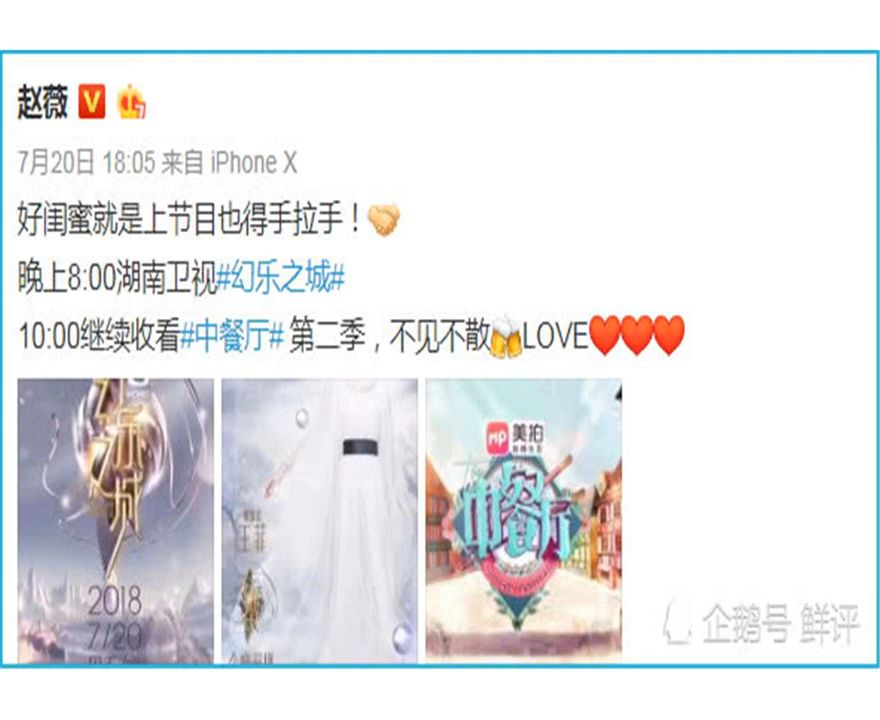 赵薇
7月20日 18:05 来自 iPhone X
好闺蜜就是上节目也得手拉手！
晚上8:00湖南卫视#幻乐之城#
10:00继续收看#中餐厅# 第二季，不见不散LOVE
乐之城
2018
7/20
王菲
美拍
中餐厅
企鹅号 鲜评